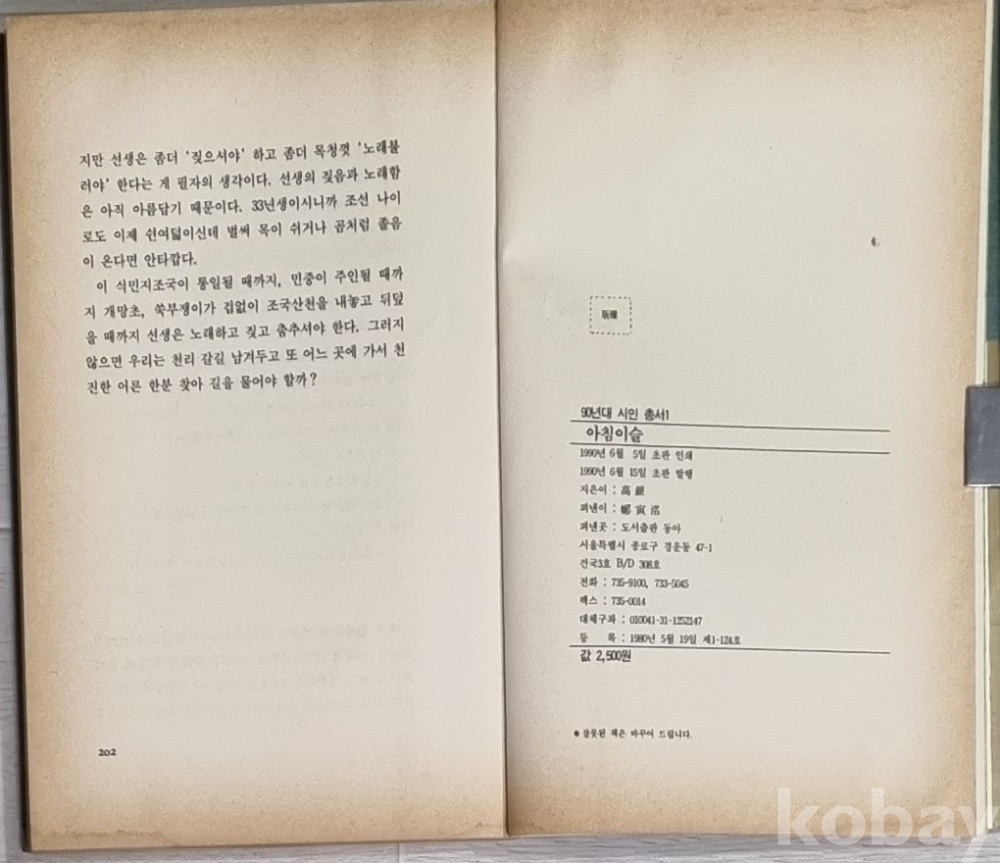 지만 선생은 좀더 '짖으셔야' 하고 좀더 목청껏 '노래불
러야' 한다는 게 필자의 생각이다. 선생의 짖음과 노래함
은 아직 아름답기 때문이다. 33년생이시니까 조선 나이
로도 이제 쉰여덟이신데 벌써 목이 쉬거나 곰처럼 졸음
이 온다면 안타깝다.
이 식민지조국이 통일될 때까지, 민중이 주인될 때까
지 개망초, 쑥부쟁이가 겁없이 조국산천을 내놓고 뒤덮
을 때까지 선생은 노래하고 짖고 춤추셔야 한다. 그러지
않으면 우리는 천리 갈길 남겨두고 또 어느 곳에 가서 천
진한 어른 한분 찾아 길을 물어야 할까?
202
90년대 시인 총서1
아침이슬
1990년 6월 5일 초판 인쇄
1990년 6월 15일 초판 발행
지은이 : 高銀
펴낸이 : 鄭寅
펴낸곳 : 도서출판 동아
서울특별시 종로구 경운동 47-1
건국3호 B/D 308호
전화 : 735-9100, 733-5045
팩스 : 735-0014
대체구좌 : 010041-31-1252147
등 록 : 1980년 5월 19일 제1-124호
값 2,500원
● 잘못된 책은 바꾸어 드립니다.
kobay